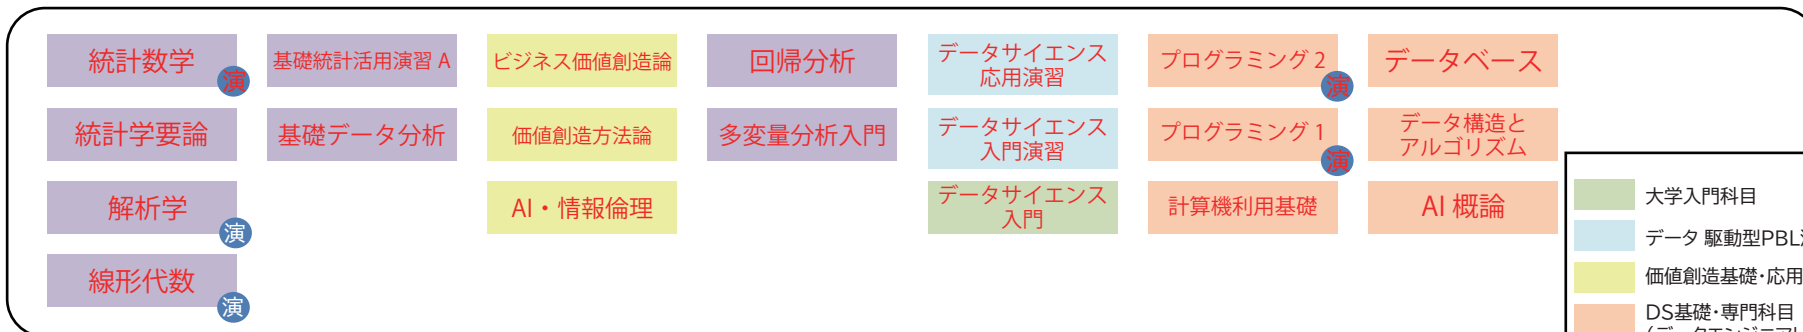 統計数学
演
基礎統計活用演習 A
ビジネス価値創造論
回帰分析
データサイエンス
応用演習
プログラミング 2
演
データベース
統計学要論
基礎データ分析
価値創造方法論
多変量分析入門
データサイエンス
入門演習
プログラミング 1
演
データ構造と
アルゴリズム
解析学
演
AI・情報倫理
データサイエンス
入門
計算機利用基礎
AI 概論
線形代数
演
大学入門科目
データ 駆動型PBL
価値創造基礎・応用
DS基礎・専門科目